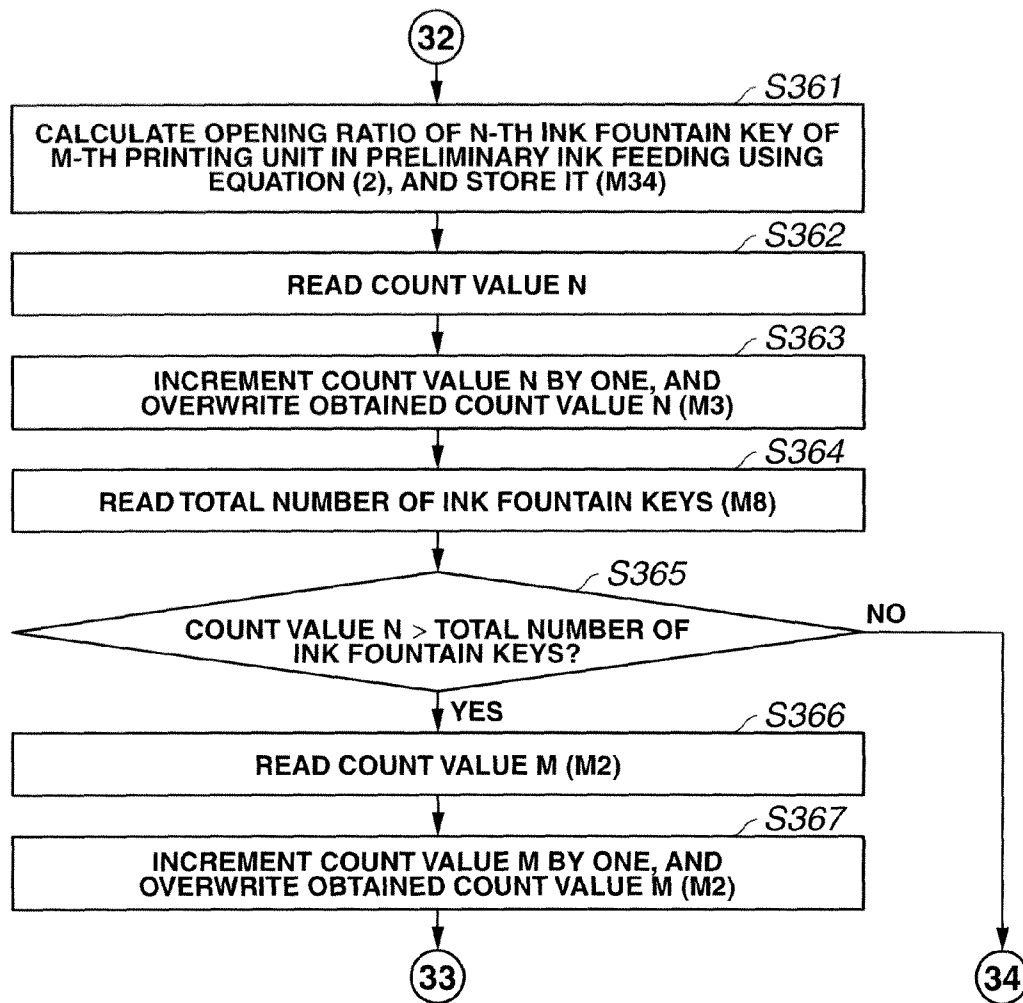 32
S361
CALCULATE OPENING RATIO OF N-TH INK FOUNTAIN KEY OF
M-TH PRINTING UNIT IN PRELIMINARY INK FEEDING USING
EQUATION (2), AND STORE IT (M34)
S362
READ COUNT VALUE N
S363
INCREMENT COUNT VALUE N BY ONE, AND
OVERWRITE OBTAINED COUNT VALUE N (M3)
S364
READ TOTAL NUMBER OF INK FOUNTAIN KEYS (M8)
S365
COUNT VALUE N > TOTAL NUMBER OF
INK FOUNTAIN KEYS?
NO
YES
S366
READ COUNT VALUE M (M2)
S367
INCREMENT COUNT VALUE M BY ONE, AND
OVERWRITE OBTAINED COUNT VALUE M (M2)
33
34